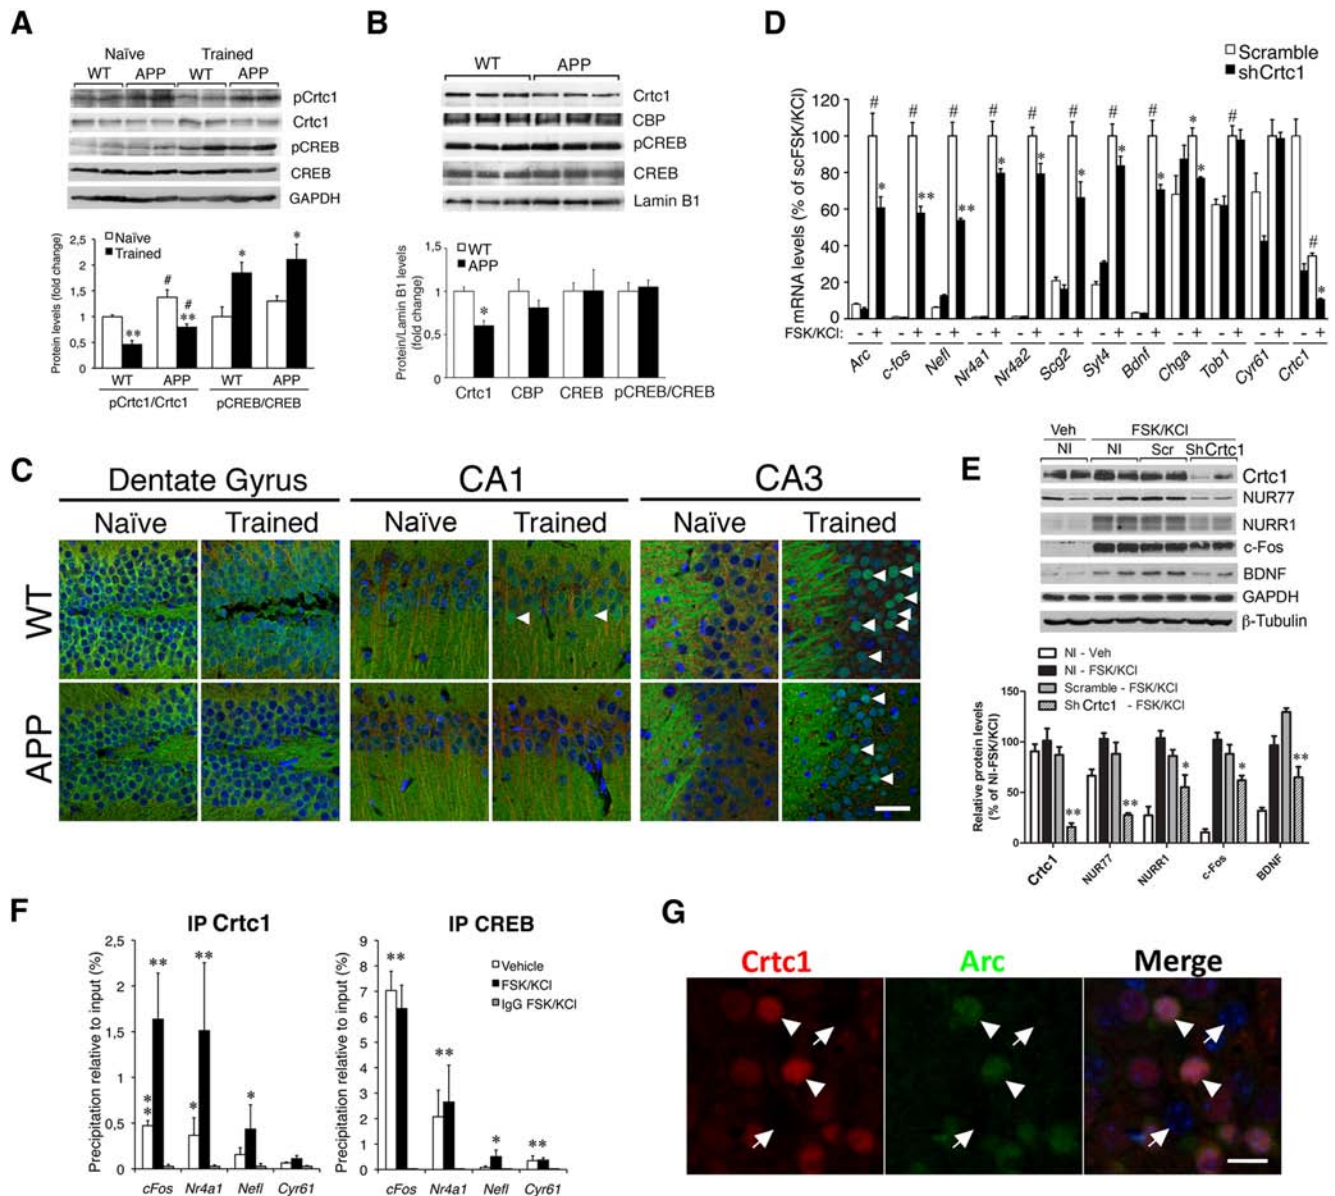 A
Naïve Trained
WT APP WT APP
pCrtc1
Crtc1
pCREB
CREB
GAPDH
Protein levels (fold change)
2,5
2
1,5
1
0,5
0
Naïve
Trained
** # # ** * *
WT APP WT APP
pCrtc1/Crtc1 pCREB/CREB
B
WT APP
Crtc1
CBP
pCREB
CREB
Lamin B1
Protein/Lamin B1 levels
(fold change)
1,5
1
0,5
0
WT
APP
*
Crtc1 CBP CREB pCREB/CREB
D
Scramble
shCrtc1
mRNA levels (% of scFSK/KCl)
120
100
80
60
40
20
0
# * # ** # ** # * # * # * # * # * * * # # *
FSK/KCl: - + - + - + - + - + - + - + - + - + - + - + - +
Arc c-fos Nefl Nr4a1 Nr4a2 Scg2 Syt4 Bdnf Chga Tob1 Cyr61 Crtc1
C
Dentate Gyrus CA1 CA3
Naïve Trained Naïve Trained Naïve Trained
WT
APP
E
Veh FSK/KCl
NI NI Scr ShCrtc1
Crtc1
NUR77
NURR1
c-Fos
BDNF
GAPDH
β-Tubulin
NI - Veh
NI - FSK/KCl
Scramble - FSK/KCl
Sh Crtc1 - FSK/KCl
Relative protein levels
(% of NI-FSK/KCl)
150
100
50
0
** ** * * **
Crtc1 NUR77 NURR1 c-Fos BDNF
F
IP Crtc1
Precipitation relative to input (%)
2,5
2
1,5
1
0,5
0
** ** * ** *
cFos Nr4a1 Nefl Cyr61
IP CREB
Precipitation relative to input (%)
9
8
7
6
5
4
3
2
1
0
Vehicle
FSK/KCl
IgG FSK/KCl
** ** * **
cFos Nr4a1 Nefl Cyr61
G
Crtc1 Arc Merge